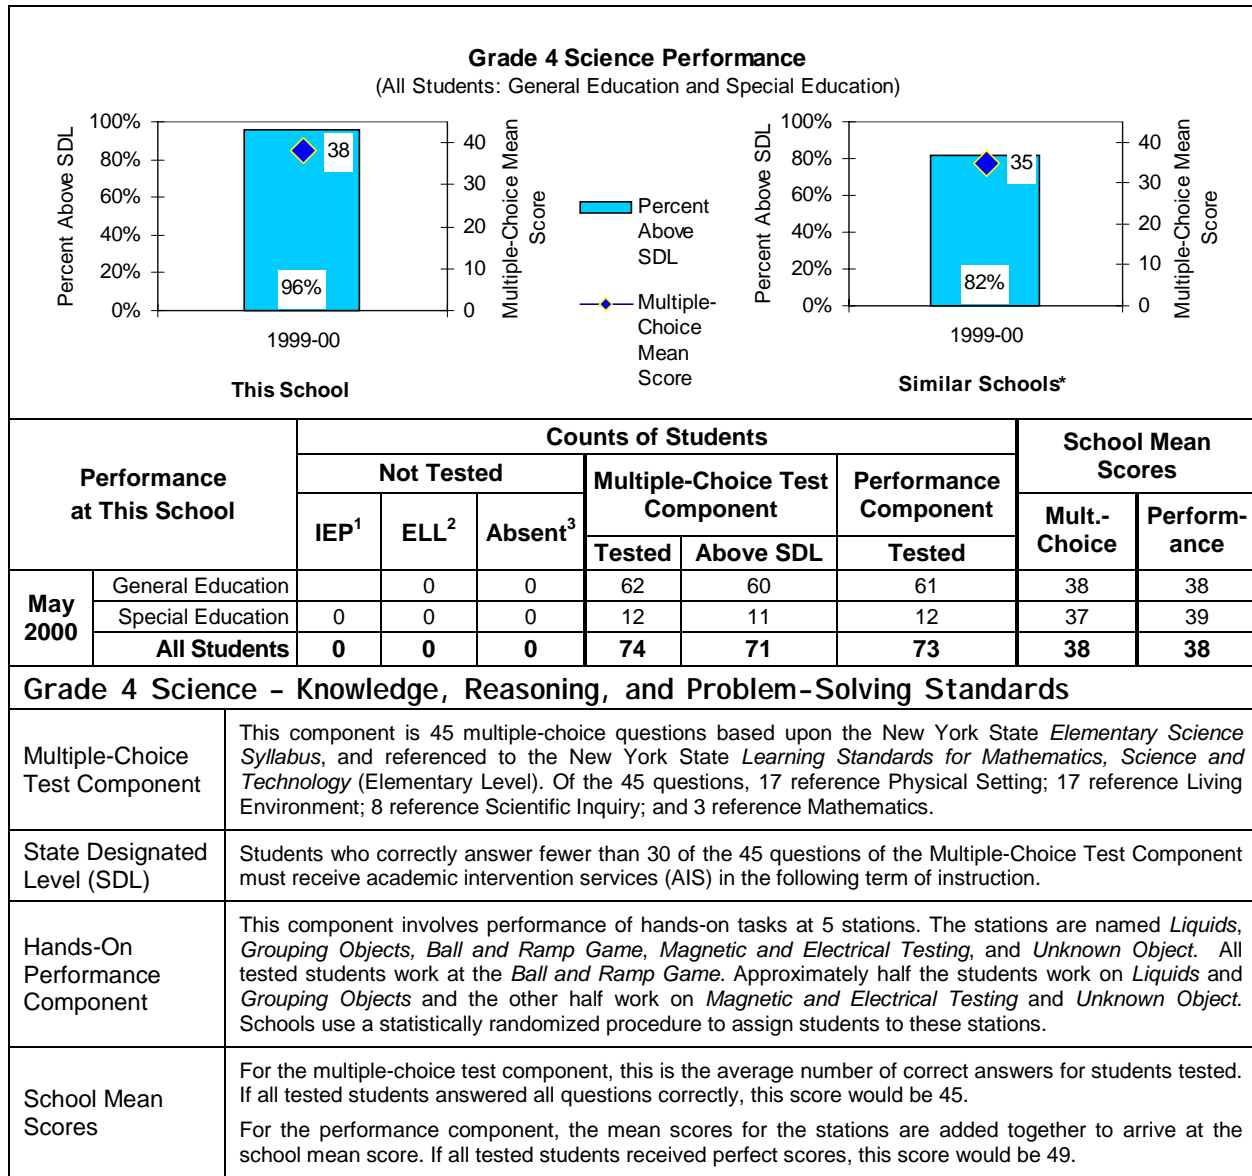 Grade 4 Science Performance
(All Students: General Education and Special Education)
Percent Above SDL
100%
80%
60%
40%
20%
0%
38
96%
40
30
20
10
0
Multiple-Choice Mean
Score
1999-00
This School
Percent
Above
SDL
Multiple-
Choice
Mean
Score
Percent Above SDL
100%
80%
60%
40%
20%
0%
35
82%
40
30
20
10
0
Multiple-Choice Mean
Score
1999-00
Similar Schools*
Performance
at This School
Counts of Students
School Mean
Scores
Not Tested
Multiple-Choice Test
Component
Performance
Component
IEP1
ELL2
Absent3
Tested
Above SDL
Tested
Mult.-
Choice
Perform-
ance
May
2000
General Education 0 0 62 60 61 38 38
Special Education 0 0 0 12 11 12 37 39
All Students 0 0 0 74 71 73 38 38
Grade 4 Science – Knowledge, Reasoning, and Problem-Solving Standards
Multiple-Choice
Test Component
This component is 45 multiple-choice questions based upon the New York State Elementary Science
Syllabus, and referenced to the New York State Learning Standards for Mathematics, Science and
Technology (Elementary Level). Of the 45 questions, 17 reference Physical Setting; 17 reference Living
Environment; 8 reference Scientific Inquiry; and 3 reference Mathematics.
State Designated
Level (SDL)
Students who correctly answer fewer than 30 of the 45 questions of the Multiple-Choice Test Component
must receive academic intervention services (AIS) in the following term of instruction.
Hands-On
Performance
Component
This component involves performance of hands-on tasks at 5 stations. The stations are named Liquids,
Grouping Objects, Ball and Ramp Game, Magnetic and Electrical Testing, and Unknown Object. All
tested students work at the Ball and Ramp Game. Approximately half the students work on Liquids and
Grouping Objects and the other half work on Magnetic and Electrical Testing and Unknown Object.
Schools use a statistically randomized procedure to assign students to these stations.
School Mean
Scores
For the multiple-choice test component, this is the average number of correct answers for students tested.
If all tested students answered all questions correctly, this score would be 45.
For the performance component, the mean scores for the stations are added together to arrive at the
school mean score. If all tested students received perfect scores, this score would be 49.